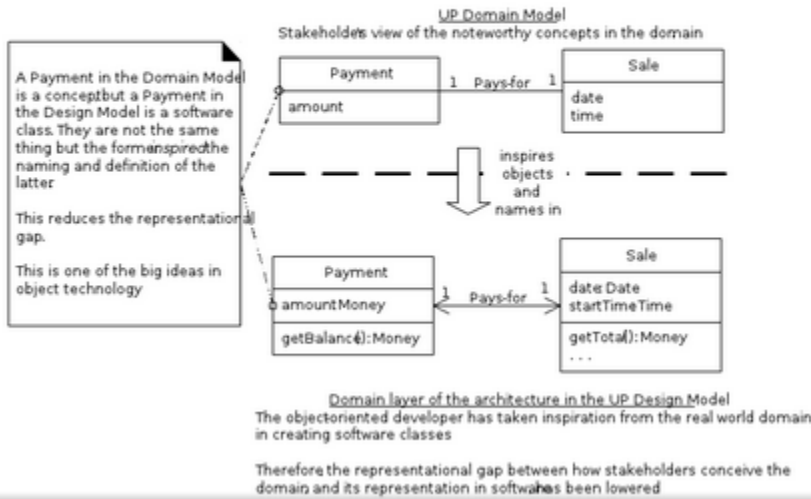 UP Domain Model
Stakeholder's view of the noteworthy concepts in the domain
A Payment in the Domain Model
is a concept, but a Payment in
the Design Model is a software
class. They are not the same
thing, but the former inspired the
naming and definition of the
latter.
This reduces the representational
gap.
This is one of the big ideas in
object technology
Payment
amount
1 Pays-for 1
Sale
date
time
inspires
objects
and
names in
Payment
amount: Money
getBalance(): Money
1 Pays-for 1
Sale
date: Date
startTime: Time
getTotal(): Money
. . .
Domain layer of the architecture in the UP Design Model
The object-oriented developer has taken inspiration from the real world domain
in creating software classes
Therefore, the representational gap between how stakeholders conceive the
domain, and its representation in software, has been lowered